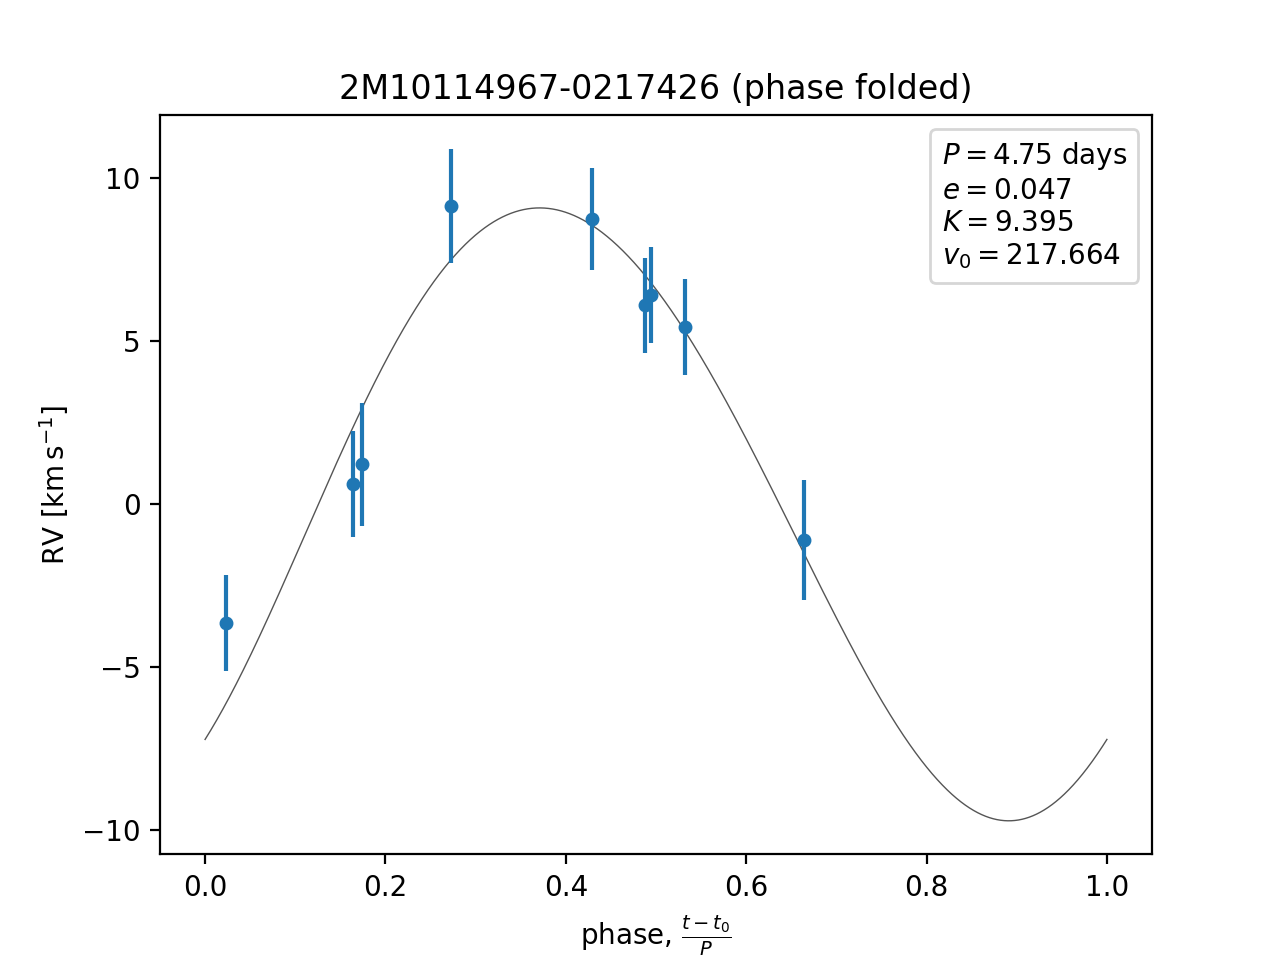 2M10114967-0217426 (phase folded)
P = 4.75 days
e = 0.047
K = 9.395
v₀ = 217.664
RV [km s⁻¹]
10
5
0
−5
−10
0.0 0.2 0.4 0.6 0.8 1.0
phase, (t − t₀)/P